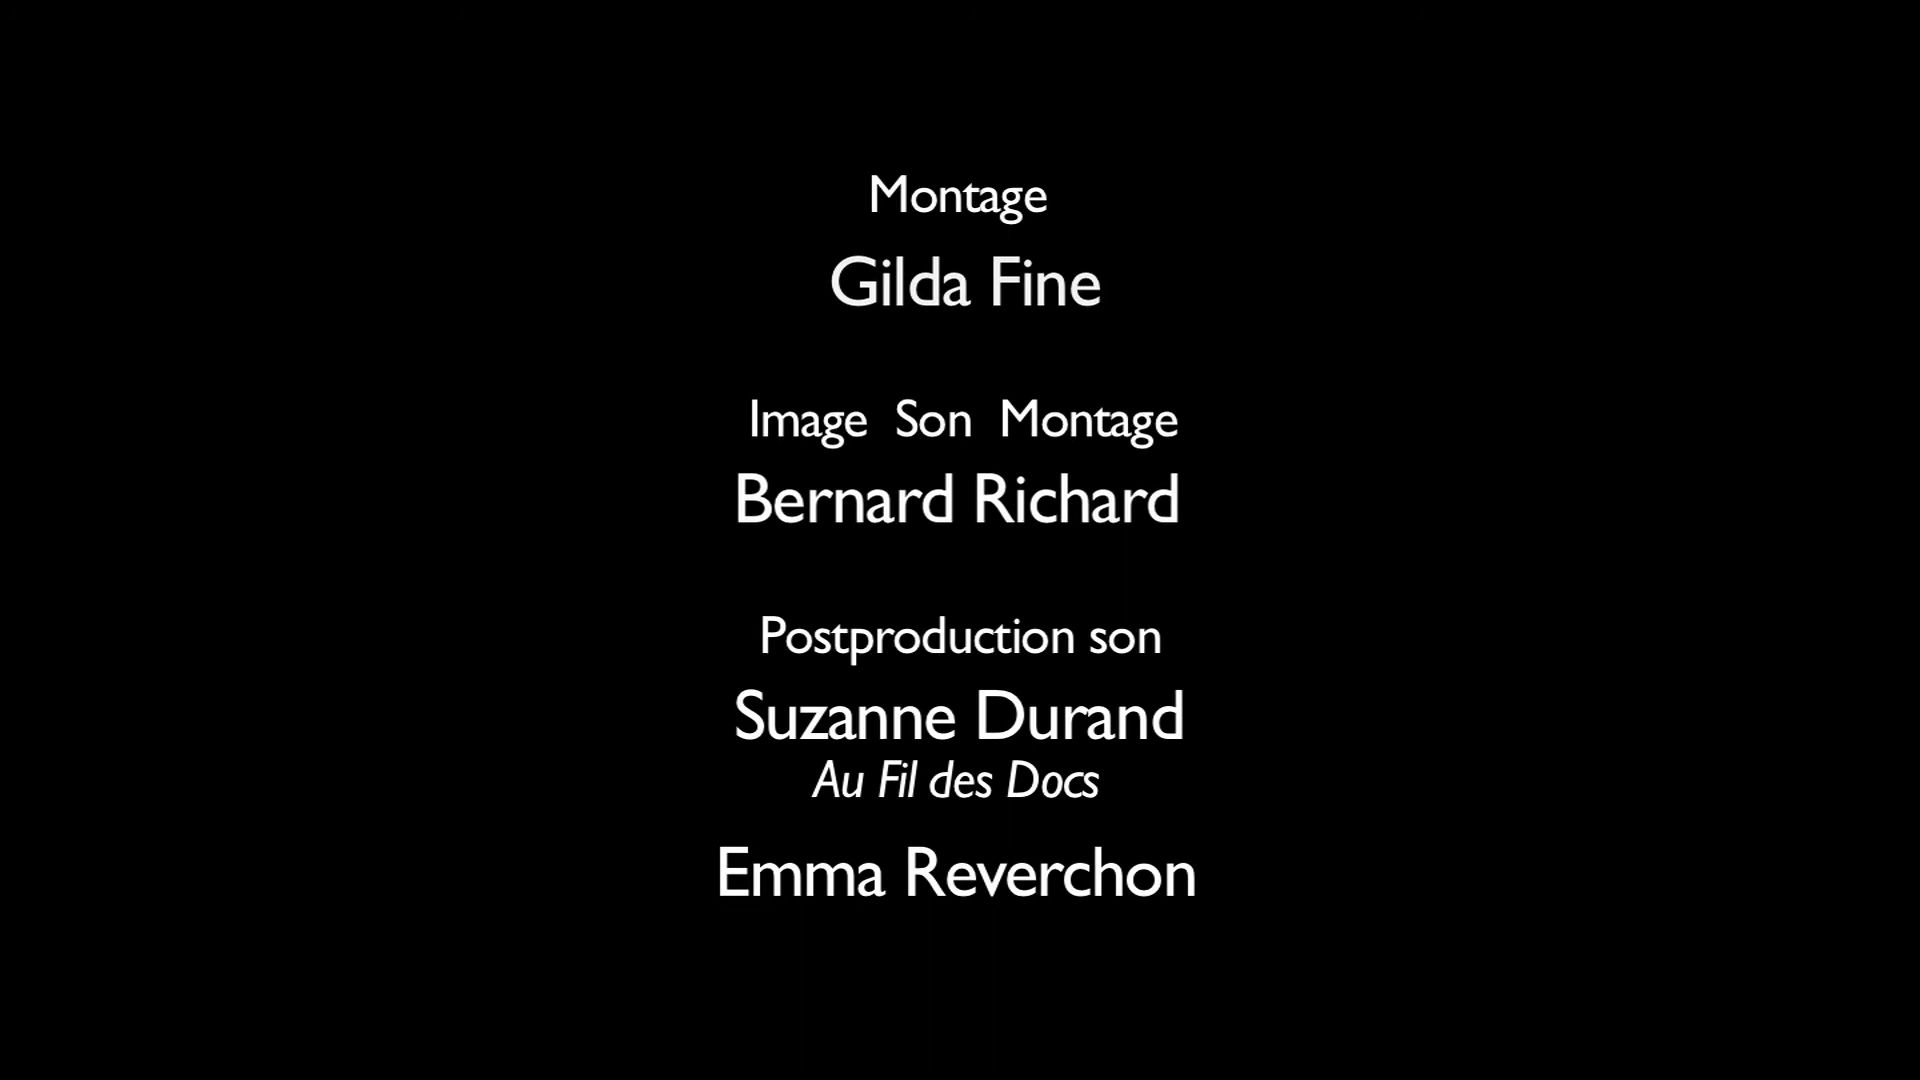 Montage
Gilda Fine
Image Son Montage
Bernard Richard
Postproduction son
Suzanne Durand
Au Fil des Docs
Emma Reverchon